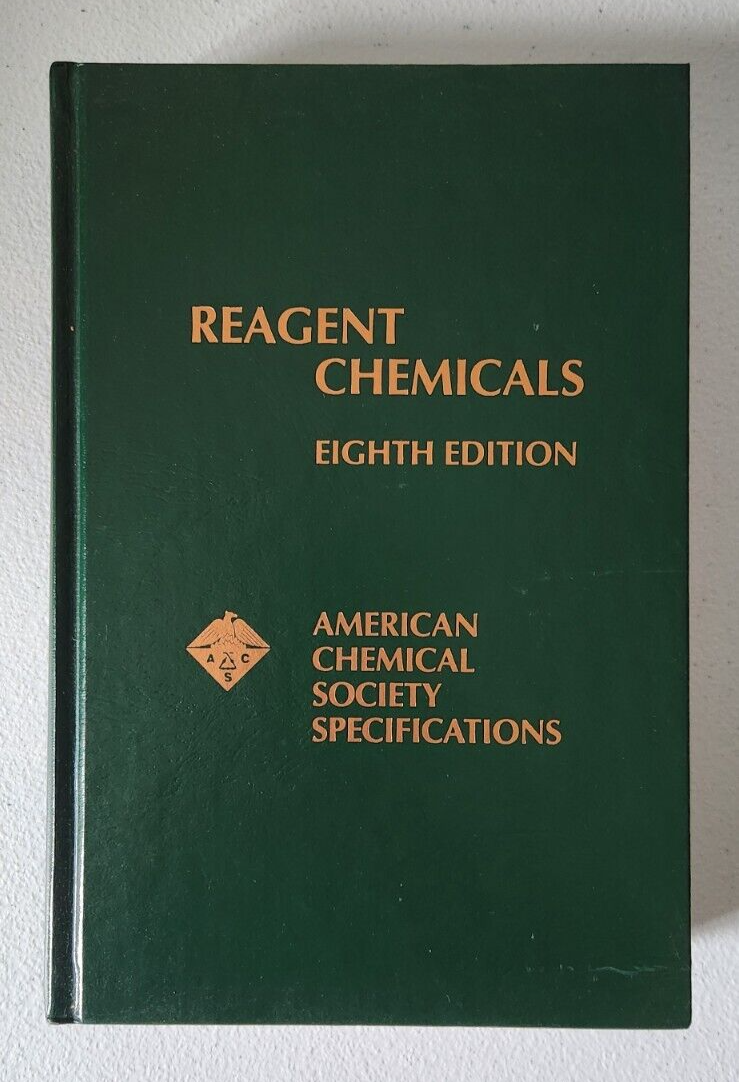 REAGENT
CHEMICALS
EIGHTH EDITION
AMERICAN
CHEMICAL
SOCIETY
SPECIFICATIONS
A C
S